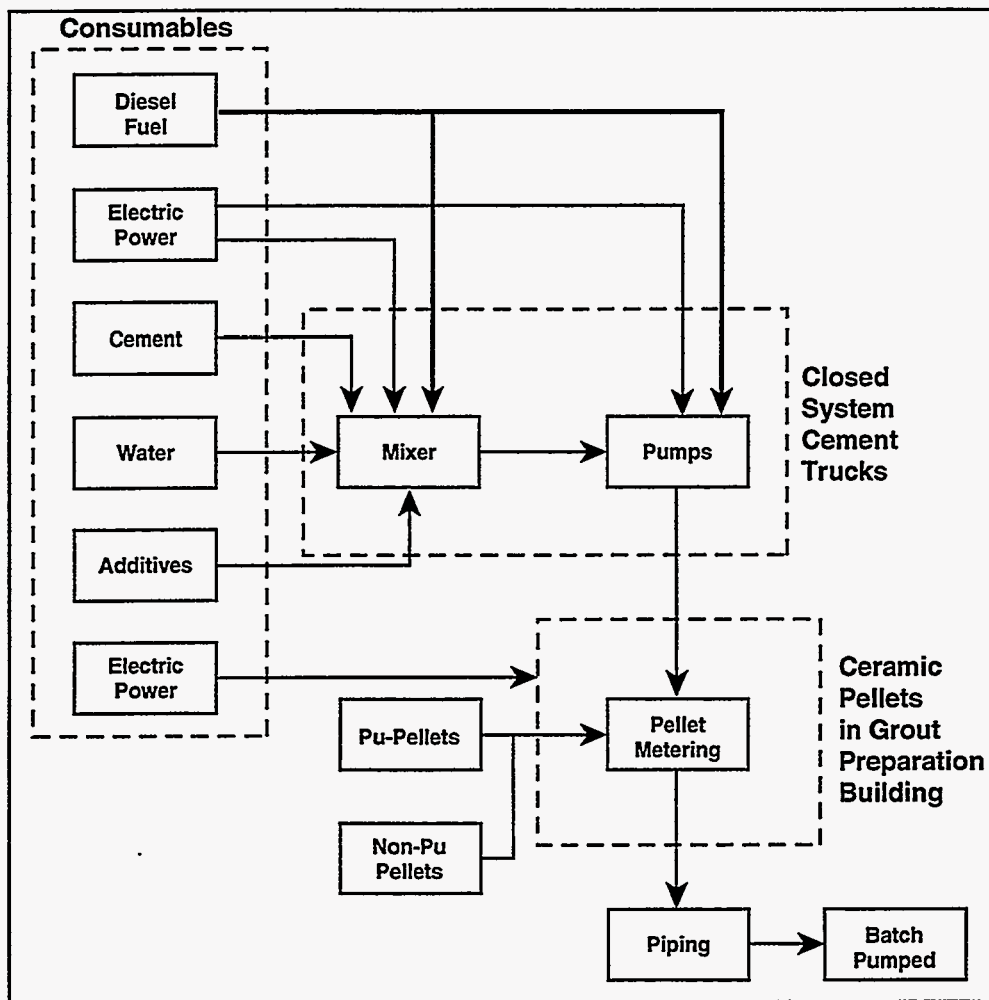 Consumables
Diesel
Fuel
Electric
Power
Cement
Water
Additives
Electric
Power
Mixer
Pumps
Closed
System
Cement
Trucks
Pu-Pellets
Non-Pu
Pellets
Pellet
Metering
Ceramic
Pellets
in Grout
Preparation
Building
Piping
Batch
Pumped